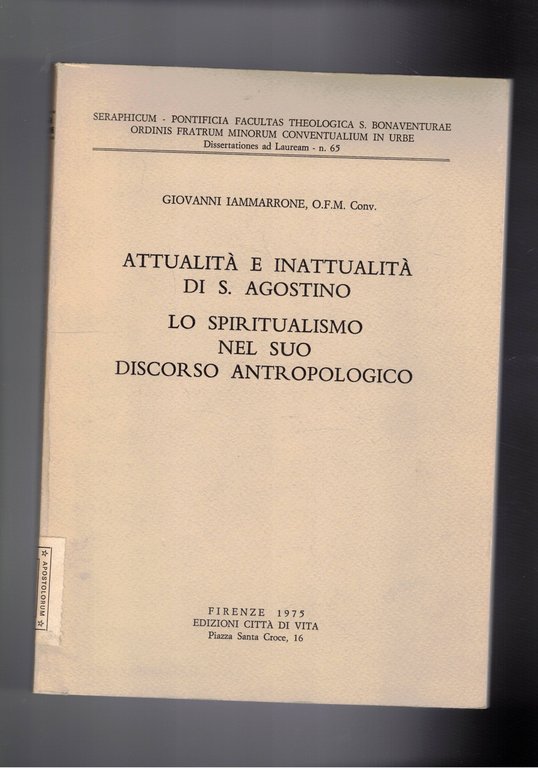 SERAPHICUM - PONTIFICIA FACULTAS THEOLOGICA S. BONAVENTURAE
ORDINIS FRATRUM MINORUM CONVENTUALIUM IN URBE
Dissertationes ad Lauream - n. 65
GIOVANNI IAMMARRONE, O.F.M. Conv.
ATTUALITÀ E INATTUALITÀ
DI S. AGOSTINO
LO SPIRITUALISMO
NEL SUO
DISCORSO ANTROPOLOGICO
☆ APOSTOLORUM ☆
FIRENZE 1975
EDIZIONI CITTÀ DI VITA
Piazza Santa Croce, 16